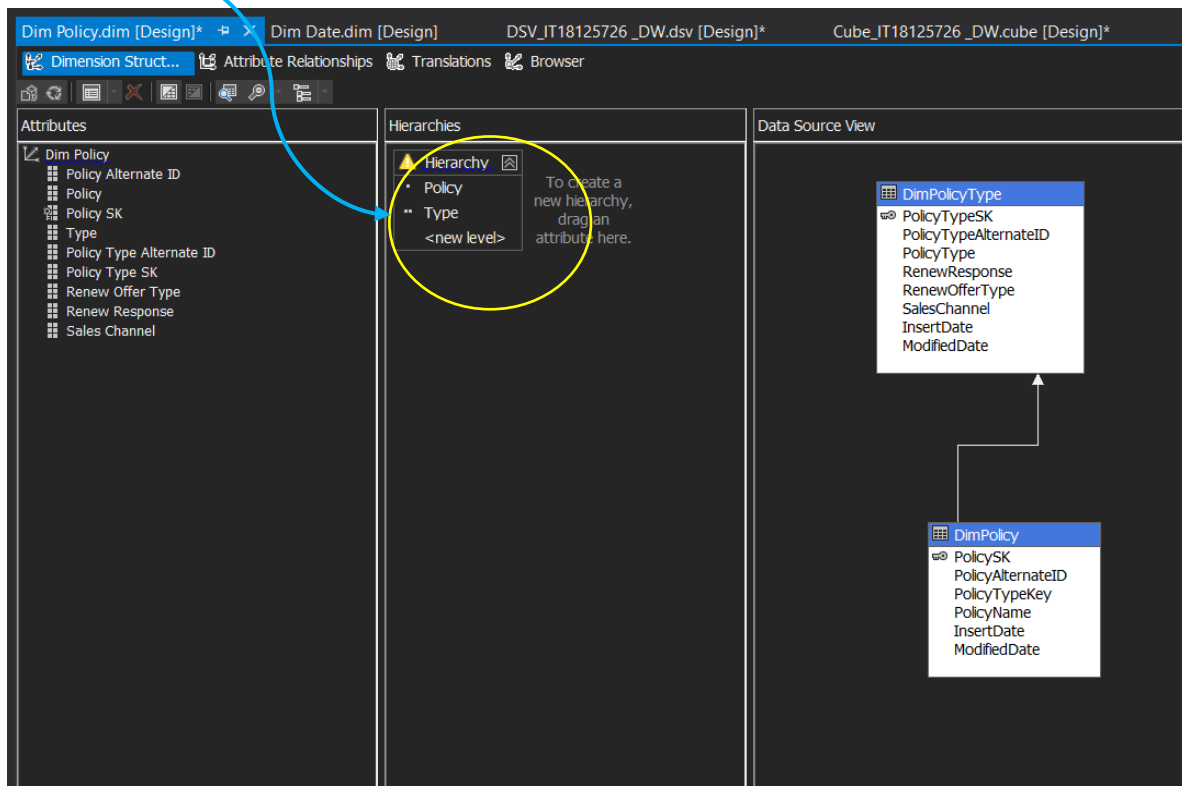 Dim Policy.dim [Design]* Dim Date.dim [Design] DSV_IT18125726 _DW.dsv [Design]* Cube_IT18125726 _DW.cube [Design]*
Dimension Struct... Attribute Relationships Translations Browser
Attributes
Dim Policy
Policy Alternate ID
Policy
Policy SK
Type
Policy Type Alternate ID
Policy Type SK
Renew Offer Type
Renew Response
Sales Channel
Hierarchies
Hierarchy
Policy
Type
<new level>
To create a
new hierarchy,
drag an
attribute here.
Data Source View
DimPolicyType
PolicyTypeSK
PolicyTypeAlternateID
PolicyType
RenewResponse
RenewOfferType
SalesChannel
InsertDate
ModifiedDate
DimPolicy
PolicySK
PolicyAlternateID
PolicyTypeKey
PolicyName
InsertDate
ModifiedDate